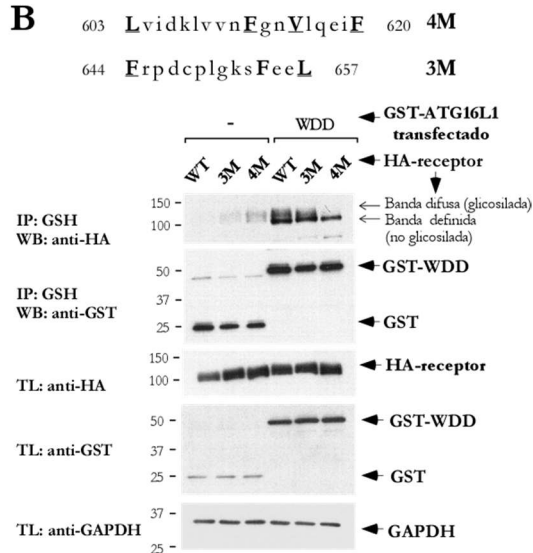 B
603 LvidklvvnFgnVlqeiF 620 4M
644 FrpdcplgksFeeL 657 3M
GST-ATG16L1
transfectado
- WDD
WT 3M 4M WT 3M 4M HA-receptor
IP: GSH
WB: anti-HA
150
100
Banda difusa (glicosilada)
Banda definida
(no glicosilada)
IP: GSH
WB: anti-GST
50
37
25
GST-WDD
GST
TL: anti-HA
150
100
HA-receptor
TL: anti-GST
50
37
25
GST-WDD
GST
TL: anti-GAPDH
37
25
GAPDH